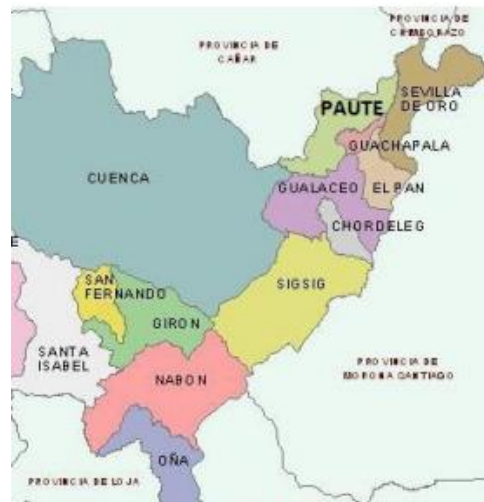 PROVINCIA DE
CAÑAR
PROVINCIA DE
CHIMBORAZO
SEVILLA
DE ORO
PAUTE
GUACHAPALA
CUENCA
GUALACEO
EL PAN
CHORDELEG
SAN
FERNANDO
SIGSIG
GIRON
SANTA
ISABEL
NABON
PROVINCIA DE
MORONA SANTIAGO
OÑA
PROVINCIA DE LOJA